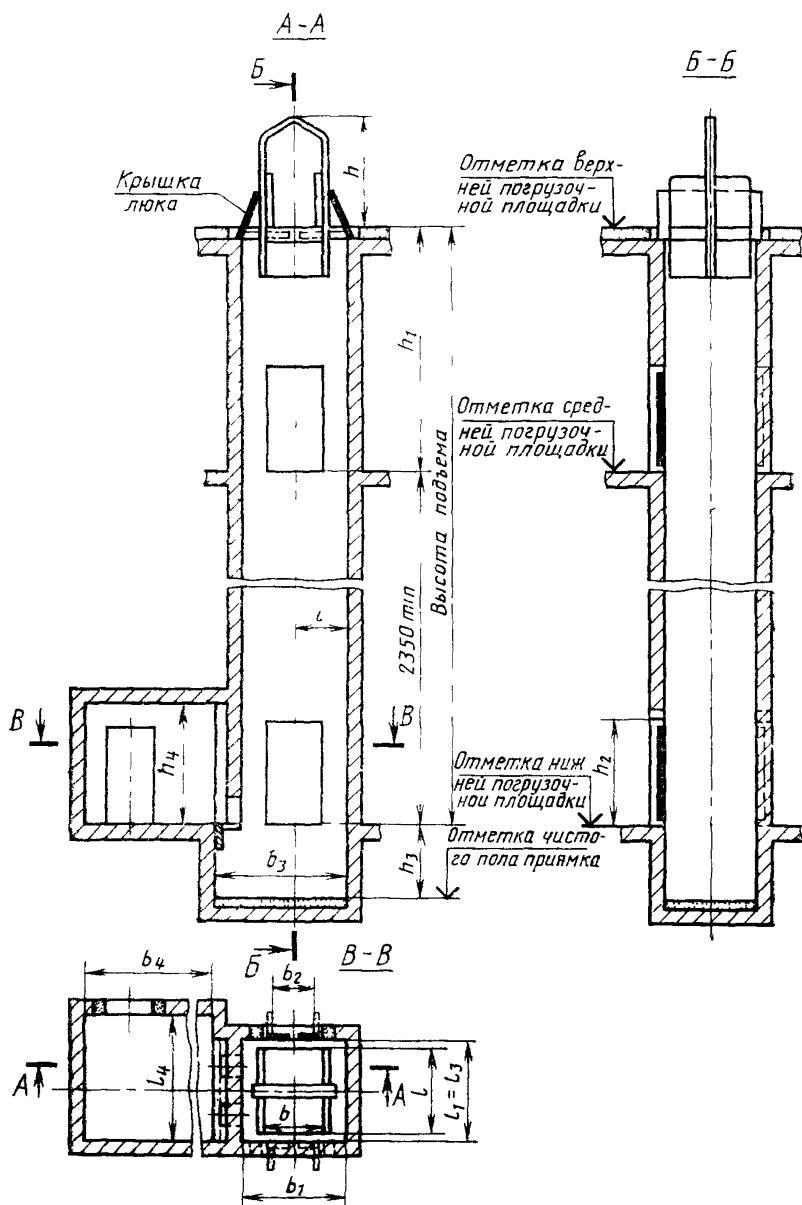 А-А
Б
Б-Б
h
Крышка
люка
Отметка верх-
ней погрузоч-
ной площадки
h₁
Отметка сред-
ней погрузоч-
ной площадки
Высота подъема
2350 min
В
В
h₄
h₂
Отметка ниж
ней погрузоч-
ной площадки
b₃
h₃
Отметка чисто-
го пола приямка
Б
В-В
b₄
b₂
А
l₄
А
l
l₁=l₃
b
b₁